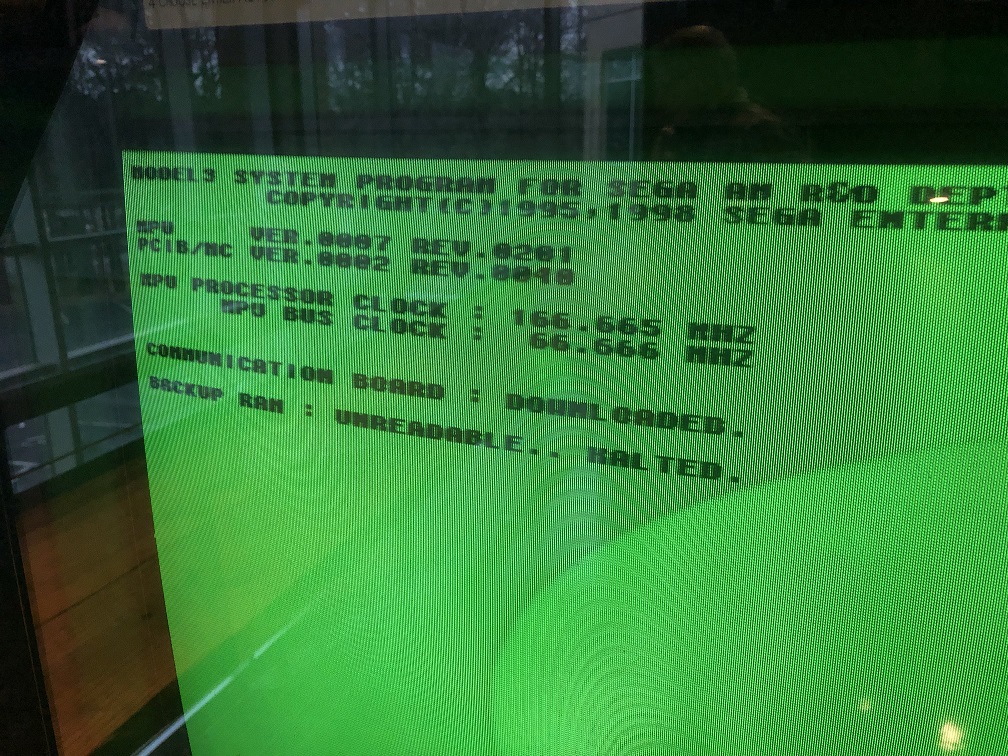 MODEL3 SYSTEM PROGRAM FOR SEGA AM R&D DEP
COPYRIGHT(C)1995,1998 SEGA ENTER
MPU VER.0007 REV.0201
PCIB/MC VER.0002 REV.0048
MPU PROCESSOR CLOCK : 166.665 MHZ
MPU BUS CLOCK : 66.666 MHZ
COMMUNICATION BOARD : DOWNLOADED.
BACKUP RAM : UNREADABLE.. HALTED.